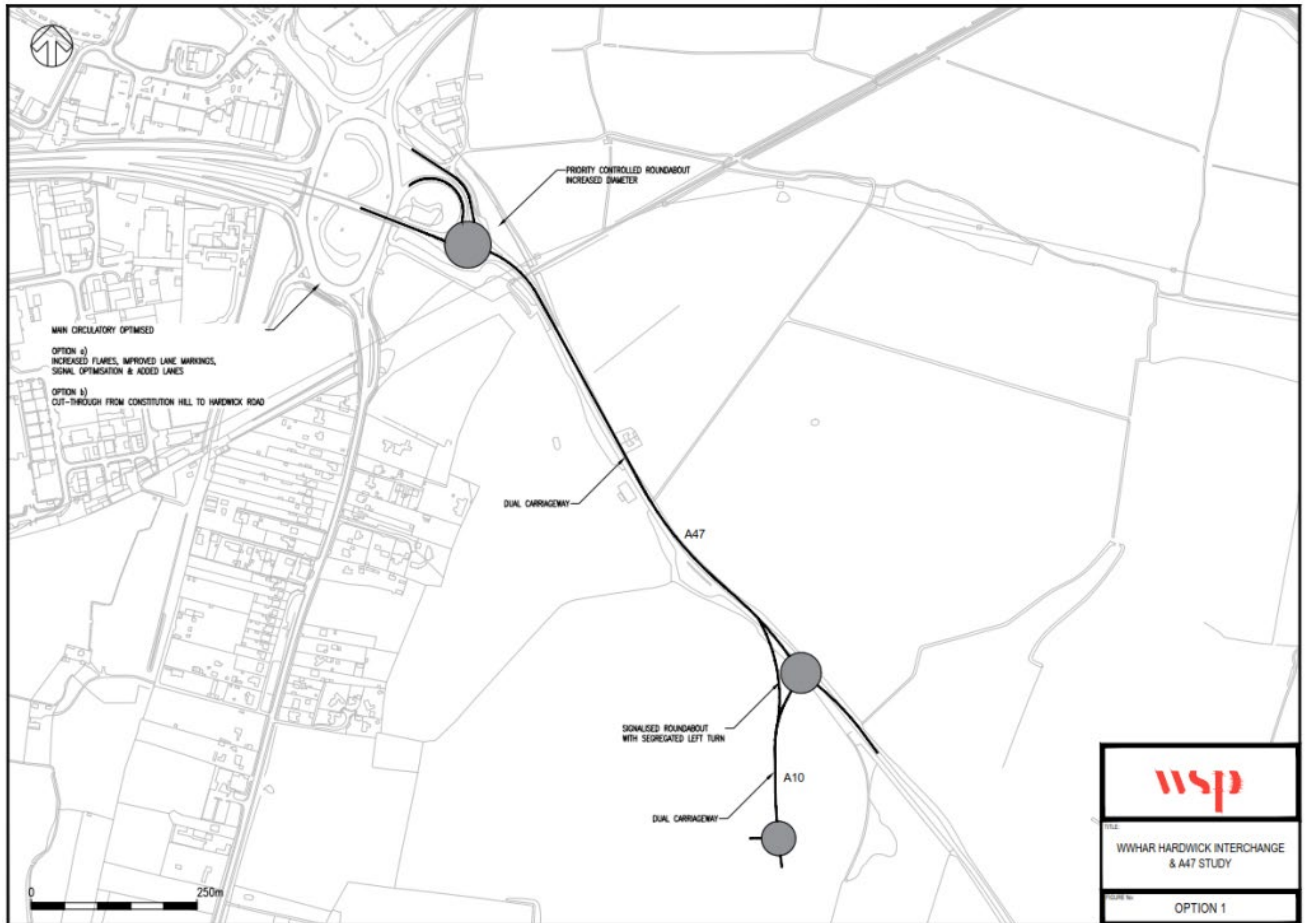 PRIORITY CONTROLLED ROUNDABOUT
INCREASED DIAMETER
MAIN CIRCULATORY OPTIMISED
OPTION a)
INCREASED FLARES, IMPROVED LANE MARKINGS,
SIGNAL OPTIMISATION & ADDED LANES
OPTION b)
CUT-THROUGH FROM CONSTITUTION HILL TO HARDWICK ROAD
DUAL CARRIAGEWAY
A47
SIGNALISED ROUNDABOUT
WITH SEGREGATED LEFT TURN
A10
DUAL CARRIAGEWAY
0 250m
wsp
TITLE:
WWHAR HARDWICK INTERCHANGE
& A47 STUDY
FIGURE No:
OPTION 1